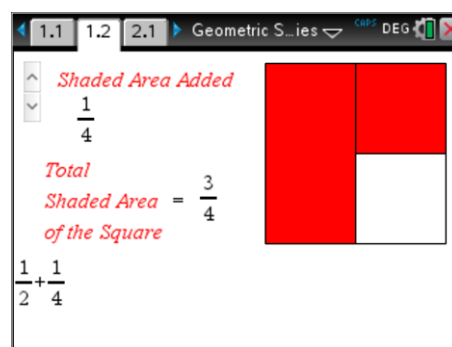 1.1 1.2 2.1 Geometric S...ies CAPS DEG
Shaded Area Added
1/4
Total
Shaded Area = 3/4
of the Square
1/2+1/4